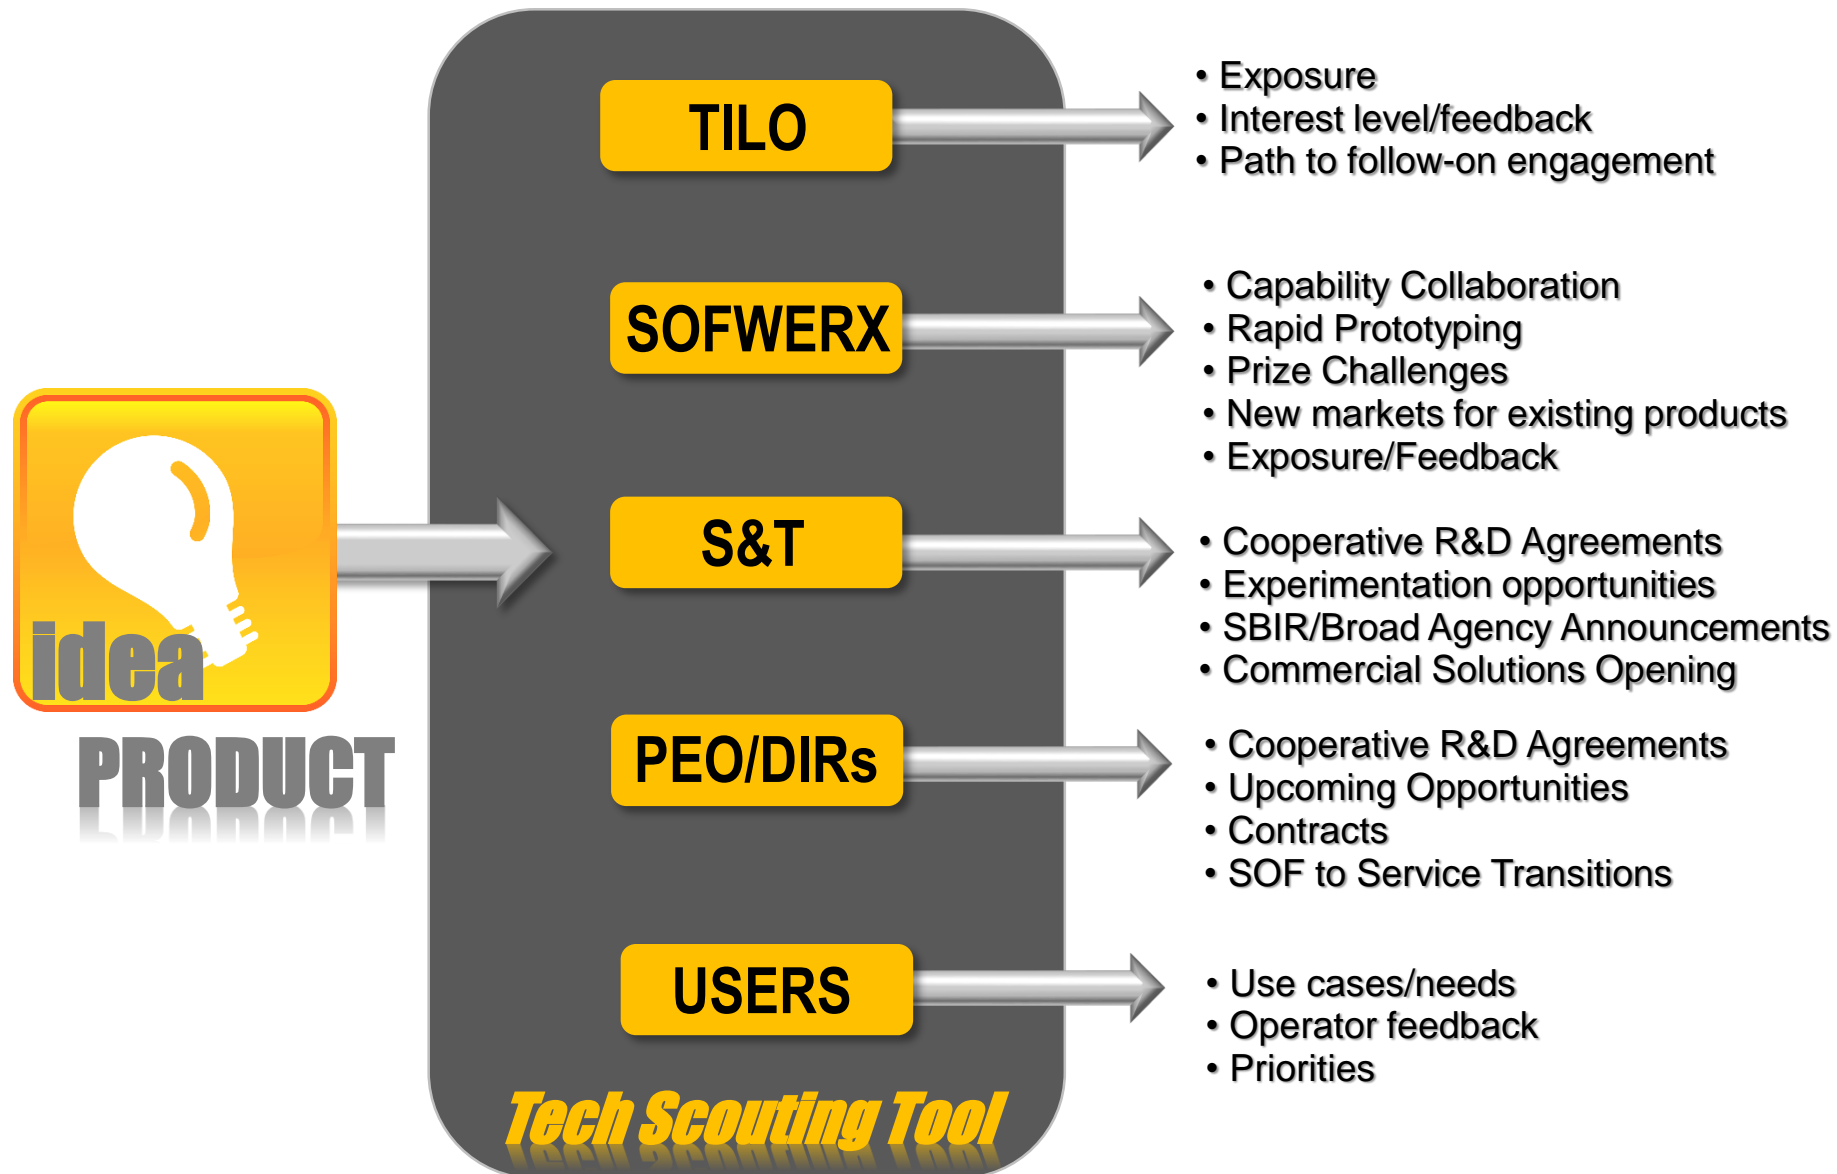 idea
PRODUCT
TILO
• Exposure
• Interest level/feedback
• Path to follow-on engagement
SOFWERX
• Capability Collaboration
• Rapid Prototyping
• Prize Challenges
• New markets for existing products
• Exposure/Feedback
S&T
• Cooperative R&D Agreements
• Experimentation opportunities
• SBIR/Broad Agency Announcements
• Commercial Solutions Opening
PEO/DIRs
• Cooperative R&D Agreements
• Upcoming Opportunities
• Contracts
• SOF to Service Transitions
USERS
• Use cases/needs
• Operator feedback
• Priorities
Tech Scouting Tool